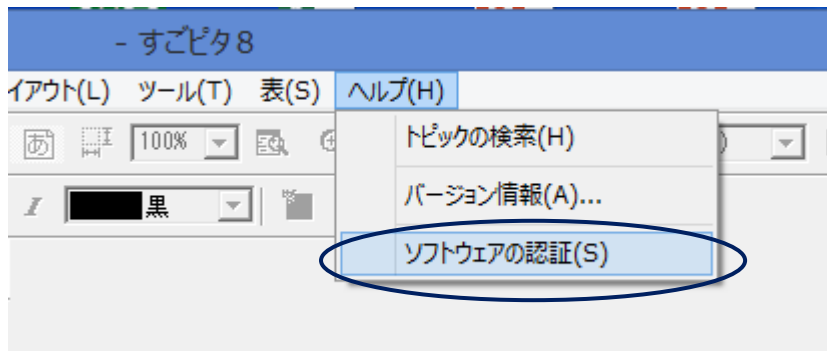 - すごピタ８
イアウト(L) ツール(T) 表(S) ヘルプ(H)
あ 100%
トピックの検索(H)
I 黒
バージョン情報(A)...
ソフトウェアの認証(S)